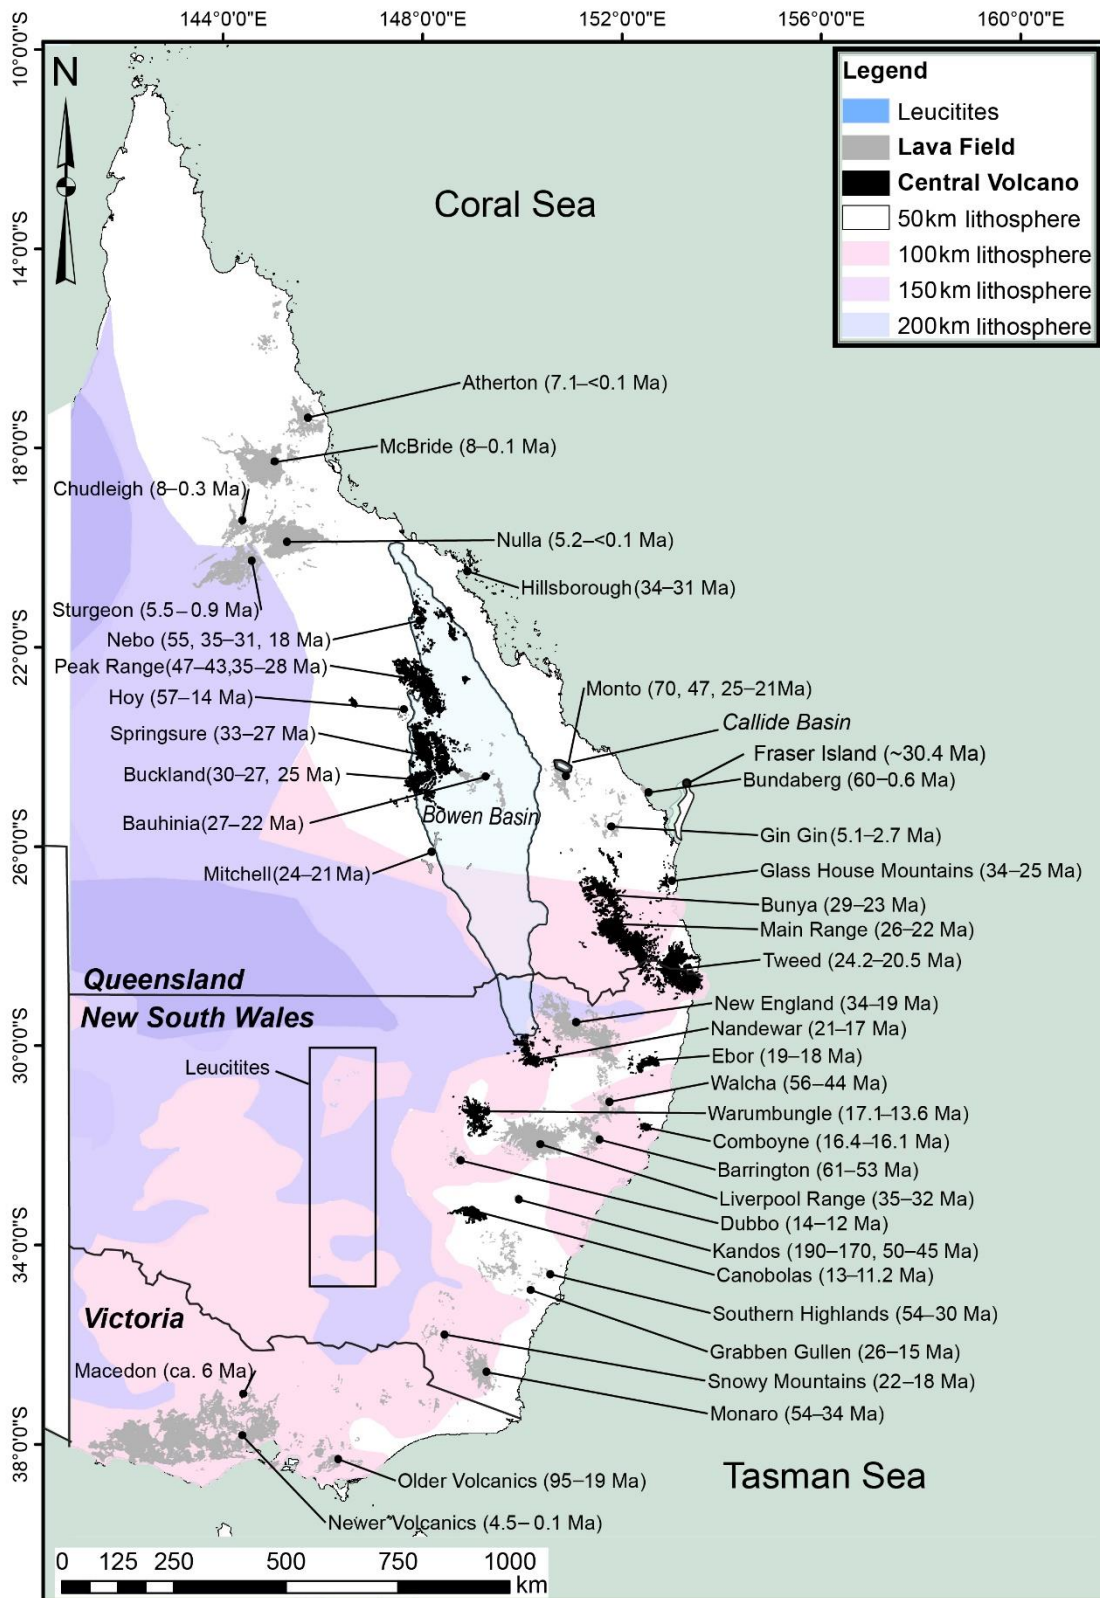 144°0'0"E
148°0'0"E
152°0'0"E
156°0'0"E
160°0'0"E
10°0'0"S
14°0'0"S
18°0'0"S
22°0'0"S
26°0'0"S
30°0'0"S
34°0'0"S
38°0'0"S
N
Legend
Leucitites
Lava Field
Central Volcano
50km lithosphere
100km lithosphere
150km lithosphere
200km lithosphere
Coral Sea
Atherton (7.1–<0.1 Ma)
McBride (8–0.1 Ma)
Chudleigh (8–0.3 Ma)
Nulla (5.2–<0.1 Ma)
Hillsborough(34–31 Ma)
Sturgeon (5.5–0.9 Ma)
Nebo (55, 35–31, 18 Ma)
Peak Range(47–43,35–28 Ma)
Hoy (57–14 Ma)
Springsure (33–27 Ma)
Buckland(30–27, 25 Ma)
Bauhinia(27–22 Ma)
Mitchell(24–21 Ma)
Bowen Basin
Monto (70, 47, 25–21Ma)
Callide Basin
Fraser Island (~30.4 Ma)
Bundaberg (60–0.6 Ma)
Gin Gin(5.1–2.7 Ma)
Glass House Mountains (34–25 Ma)
Bunya (29–23 Ma)
Main Range (26–22 Ma)
Tweed (24.2–20.5 Ma)
Queensland
New South Wales
New England (34–19 Ma)
Nandewar (21–17 Ma)
Ebor (19–18 Ma)
Leucitites
Walcha (56–44 Ma)
Warumbungle (17.1–13.6 Ma)
Comboyne (16.4–16.1 Ma)
Barrington (61–53 Ma)
Liverpool Range (35–32 Ma)
Dubbo (14–12 Ma)
Kandos (190–170, 50–45 Ma)
Canobolas (13–11.2 Ma)
Southern Highlands (54–30 Ma)
Grabben Gullen (26–15 Ma)
Snowy Mountains (22–18 Ma)
Monaro (54–34 Ma)
Victoria
Macedon (ca. 6 Ma)
Older Volcanics (95–19 Ma)
Newer Volcanics (4.5–0.1 Ma)
Tasman Sea
0 125 250 500 750 1000
km